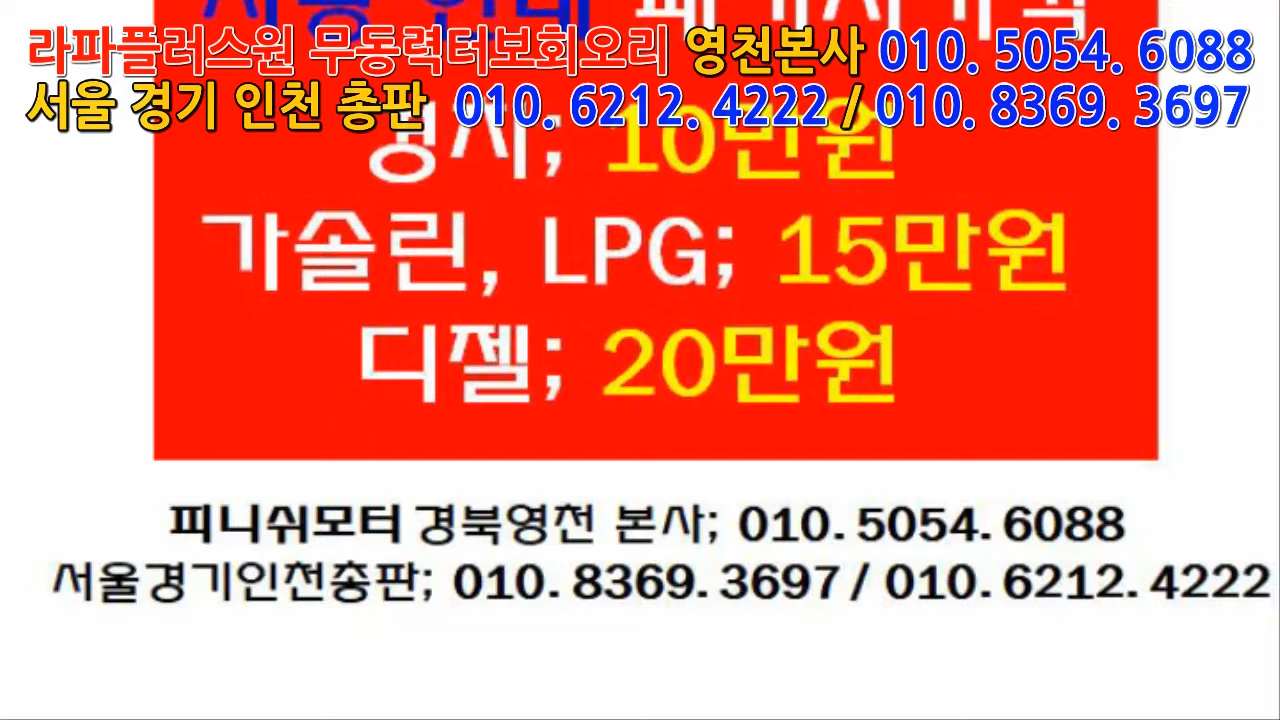 라파플러스원 무동력터보회오리 영천본사 010. 5054. 6088
서울 경기 인천 총판 010. 6212. 4222 / 010. 8369. 3697
10만원
가솔린, LPG; 15만원
디젤; 20만원
피니쉬모터 경북영천 본사; 010. 5054. 6088
서울경기인천총판; 010. 8369. 3697 / 010. 6212. 4222